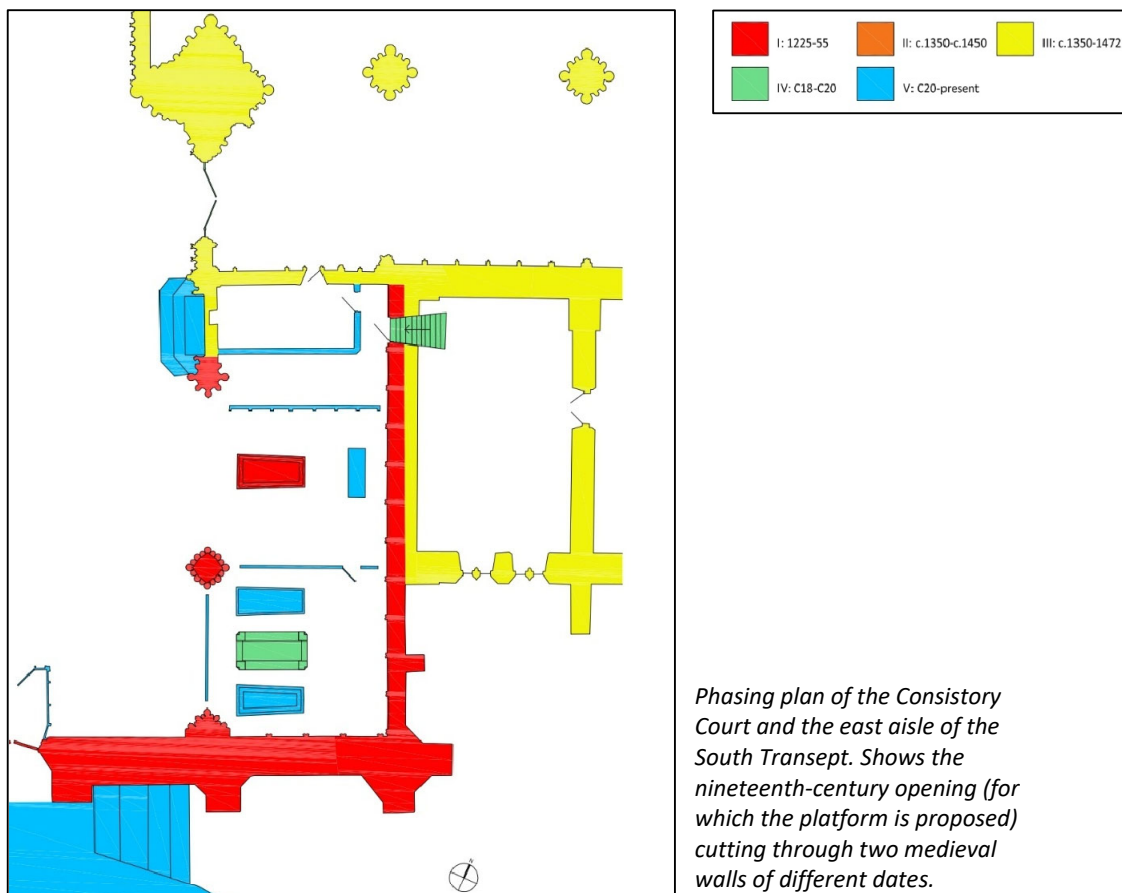 I: 1225-55
II: c.1350-c.1450
III: c.1350-1472
IV: C18-C20
V: C20-present
N
Phasing plan of the Consistory
Court and the east aisle of the
South Transept. Shows the
nineteenth-century opening (for
which the platform is proposed)
cutting through two medieval
walls of different dates.